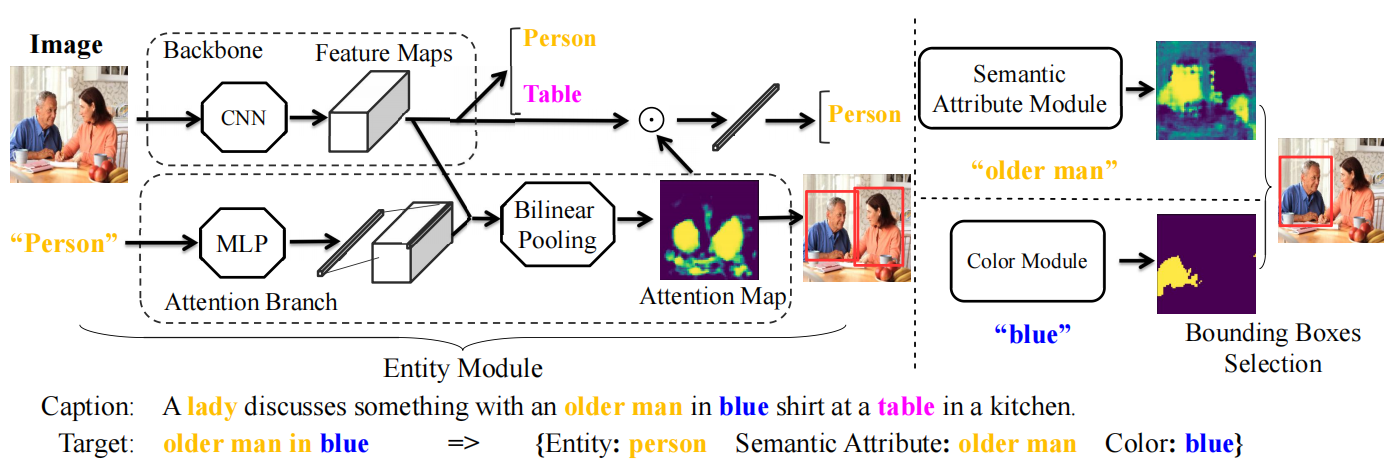 Image
Backbone
Feature Maps
CNN
Person
Table
Person
"Person"
MLP
Bilinear
Pooling
Attention Branch
Attention Map
Entity Module
Semantic
Attribute Module
"older man"
Color Module
"blue"
Bounding Boxes
Selection
Caption: A lady discusses something with an older man in blue shirt at a table in a kitchen.
Target: older man in blue => {Entity: person Semantic Attribute: older man Color: blue}